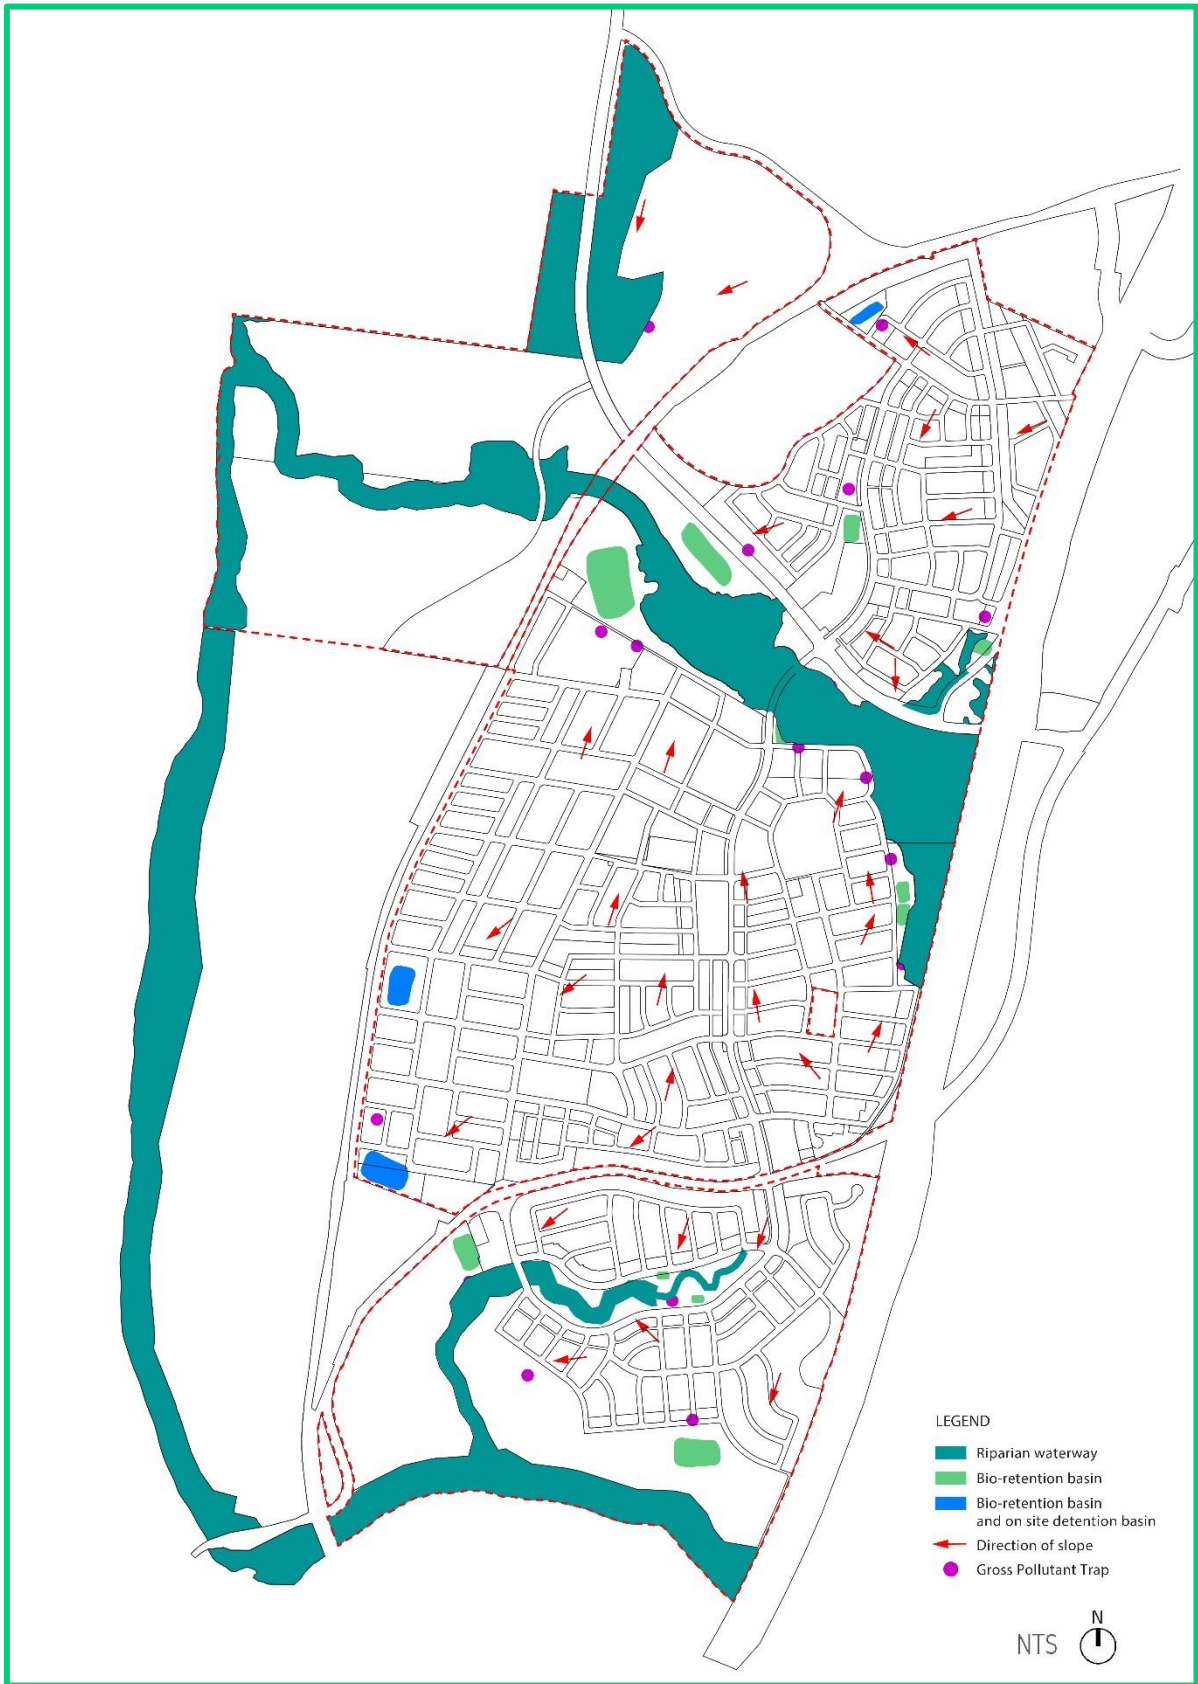 LEGEND
Riparian waterway
Bio-retention basin
Bio-retention basin
and on site detention basin
Direction of slope
Gross Pollutant Trap
N
NTS